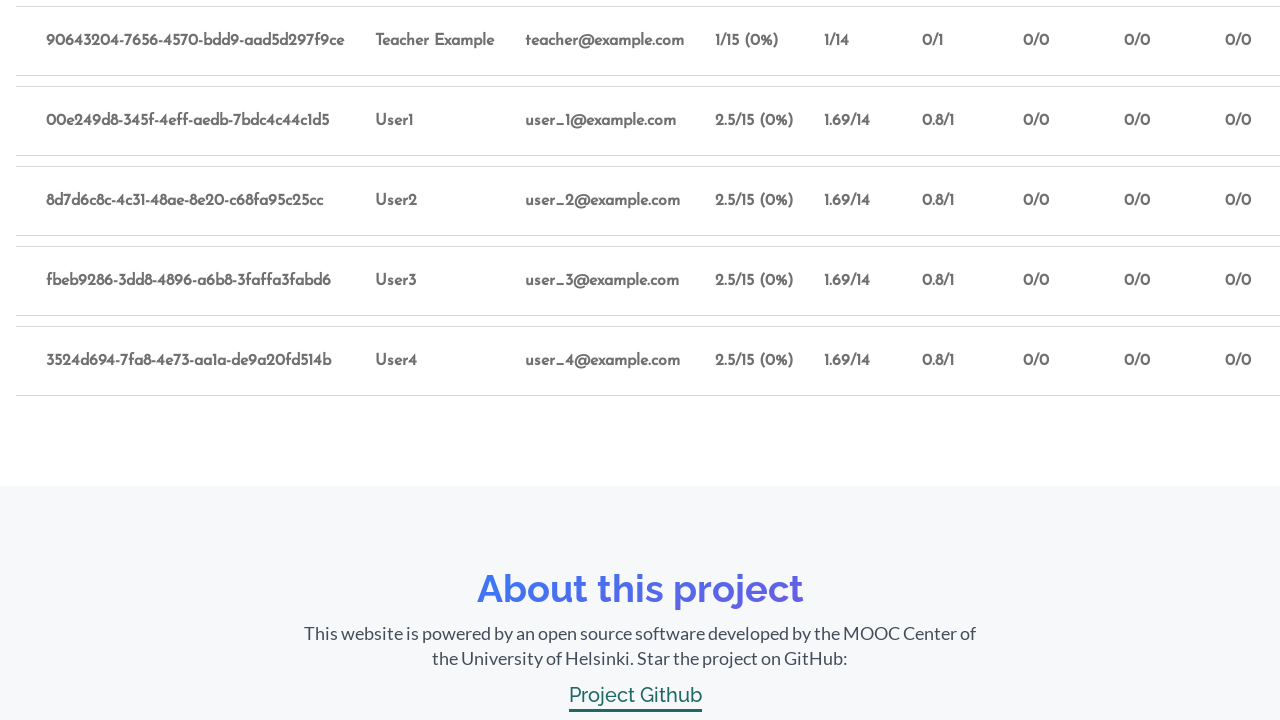 90643204-7656-4570-bdd9-aad5d297f9ce Teacher Example teacher@example.com 1/15 (0%) 1/14 0/1 0/0 0/0 0/0
00e249d8-345f-4eff-aedb-7bdc4c44c1d5 User1 user_1@example.com 2.5/15 (0%) 1.69/14 0.8/1 0/0 0/0 0/0
8d7d6c8c-4c31-48ae-8e20-c68fa95c25cc User2 user_2@example.com 2.5/15 (0%) 1.69/14 0.8/1 0/0 0/0 0/0
fbeb9286-3dd8-4896-a6b8-3faffa3fabd6 User3 user_3@example.com 2.5/15 (0%) 1.69/14 0.8/1 0/0 0/0 0/0
3524d694-7fa8-4e73-aa1a-de9a20fd514b User4 user_4@example.com 2.5/15 (0%) 1.69/14 0.8/1 0/0 0/0 0/0
About this project
This website is powered by an open source software developed by the MOOC Center of
the University of Helsinki. Star the project on GitHub:
Project Github